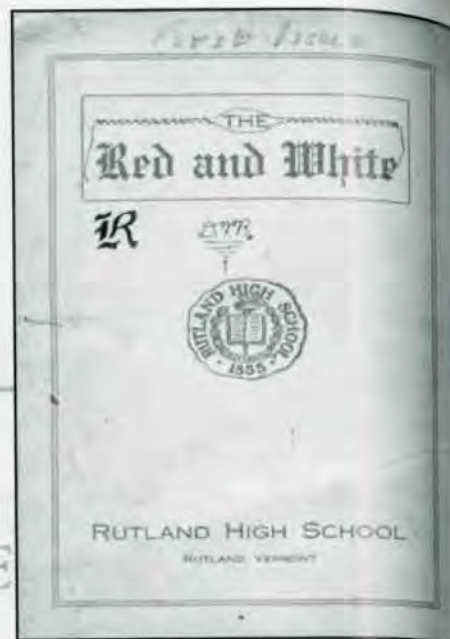 First Issue
THE
Red and White
R
RUTLAND HIGH SCHOOL
1855
RUTLAND HIGH SCHOOL
RUTLAND VERMONT